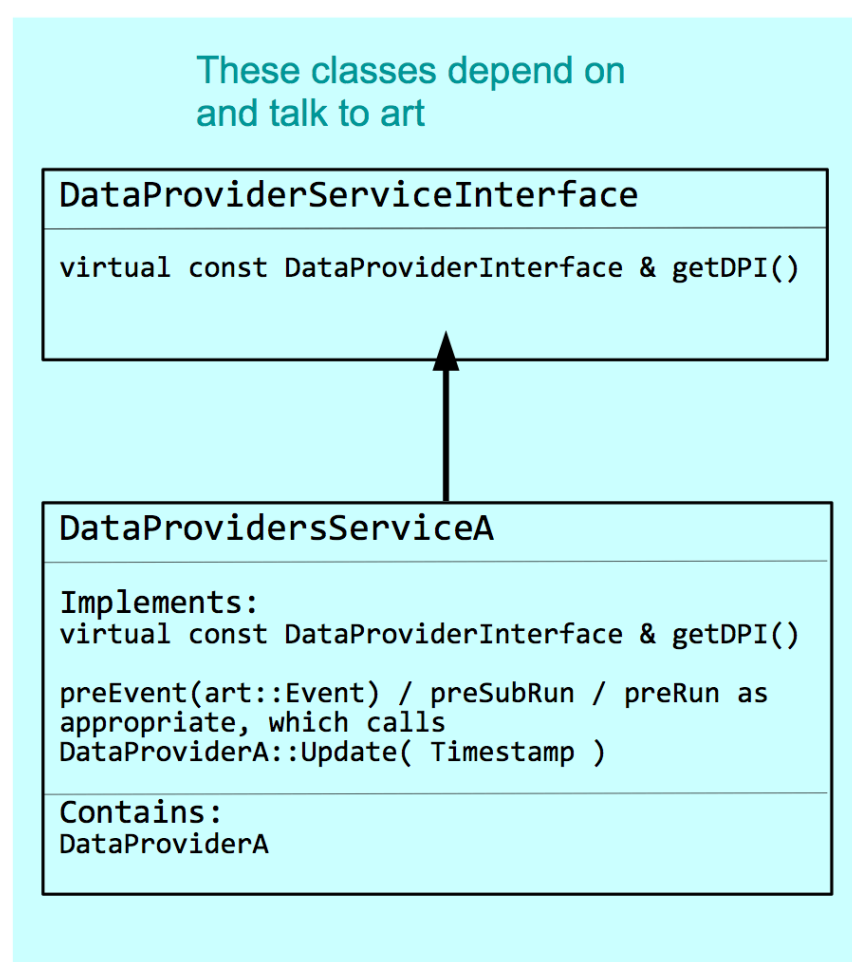 These classes depend on
and talk to art
DataProviderServiceInterface
virtual const DataProviderInterface & getDPI()
DataProvidersServiceA
Implements:
virtual const DataProviderInterface & getDPI()
preEvent(art::Event) / preSubRun / preRun as
appropriate, which calls
DataProviderA::Update( Timestamp )
Contains:
DataProviderA